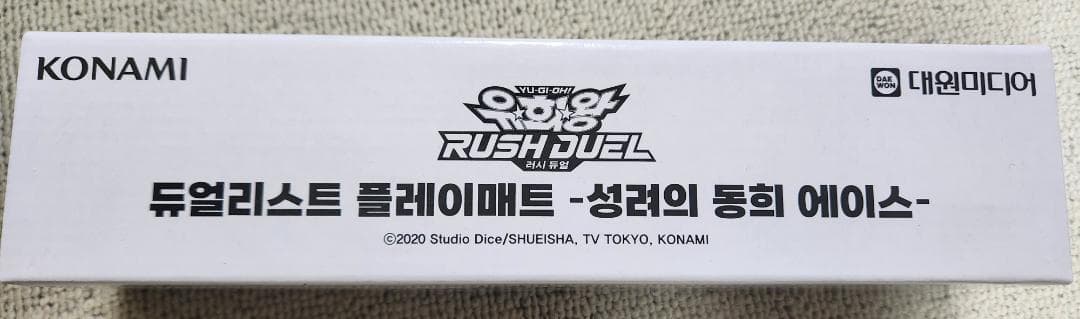 KONAMI
DAE WON 대원미디어
YU-GI-OH!
유☆희☆왕
RUSH DUEL
러시 듀얼
듀얼리스트 플레이매트 -성려의 동희 에이스-
©2020 Studio Dice/SHUEISHA, TV TOKYO, KONAMI